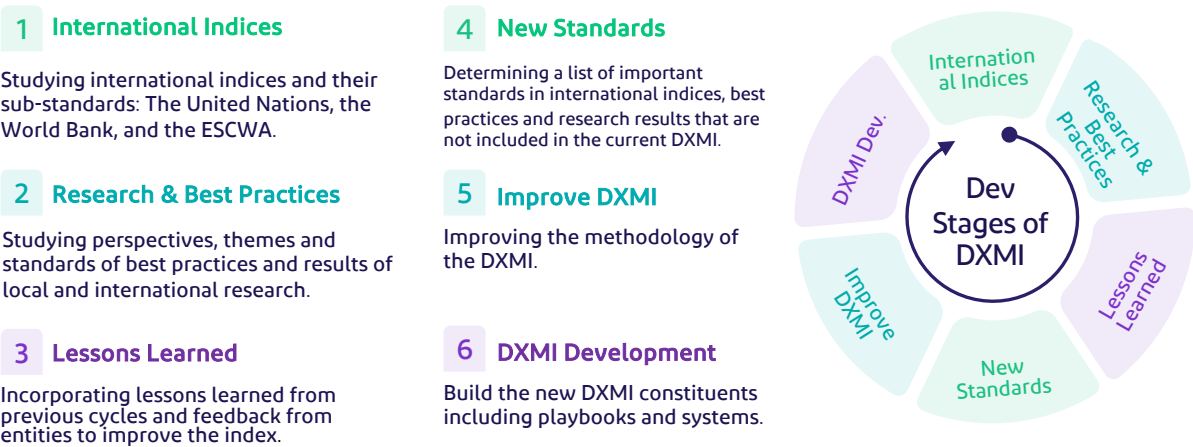 1 International Indices
Studying international indices and their
sub-standards: The United Nations, the
World Bank, and the ESCWA.
2 Research & Best Practices
Studying perspectives, themes and
standards of best practices and results of
local and international research.
3 Lessons Learned
Incorporating lessons learned from
previous cycles and feedback from
entities to improve the index.
4 New Standards
Determining a list of important
standards in international indices, best
practices and research results that are
not included in the current DXMI.
5 Improve DXMI
Improving the methodology of
the DXMI.
6 DXMI Development
Build the new DXMI constituents
including playbooks and systems.
Internation
al Indices
Research &
Best
Practices
Lessons
Learned
New
Standards
Improve
DXMI
DXMI Dev.
Dev
Stages of
DXMI